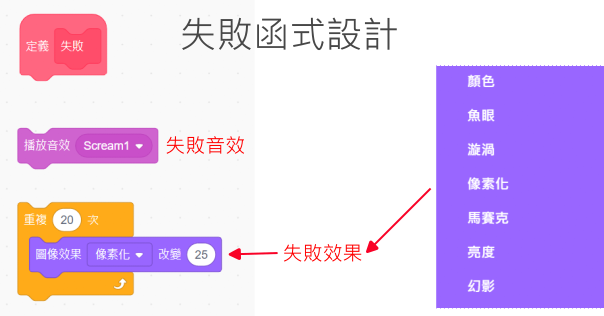 失敗函式設計
定義 失敗
播放音效 Scream1
失敗音效
重複 20 次
圖像效果 像素化 改變 25
失敗效果
顏色
魚眼
漩渦
像素化
馬賽克
亮度
幻影